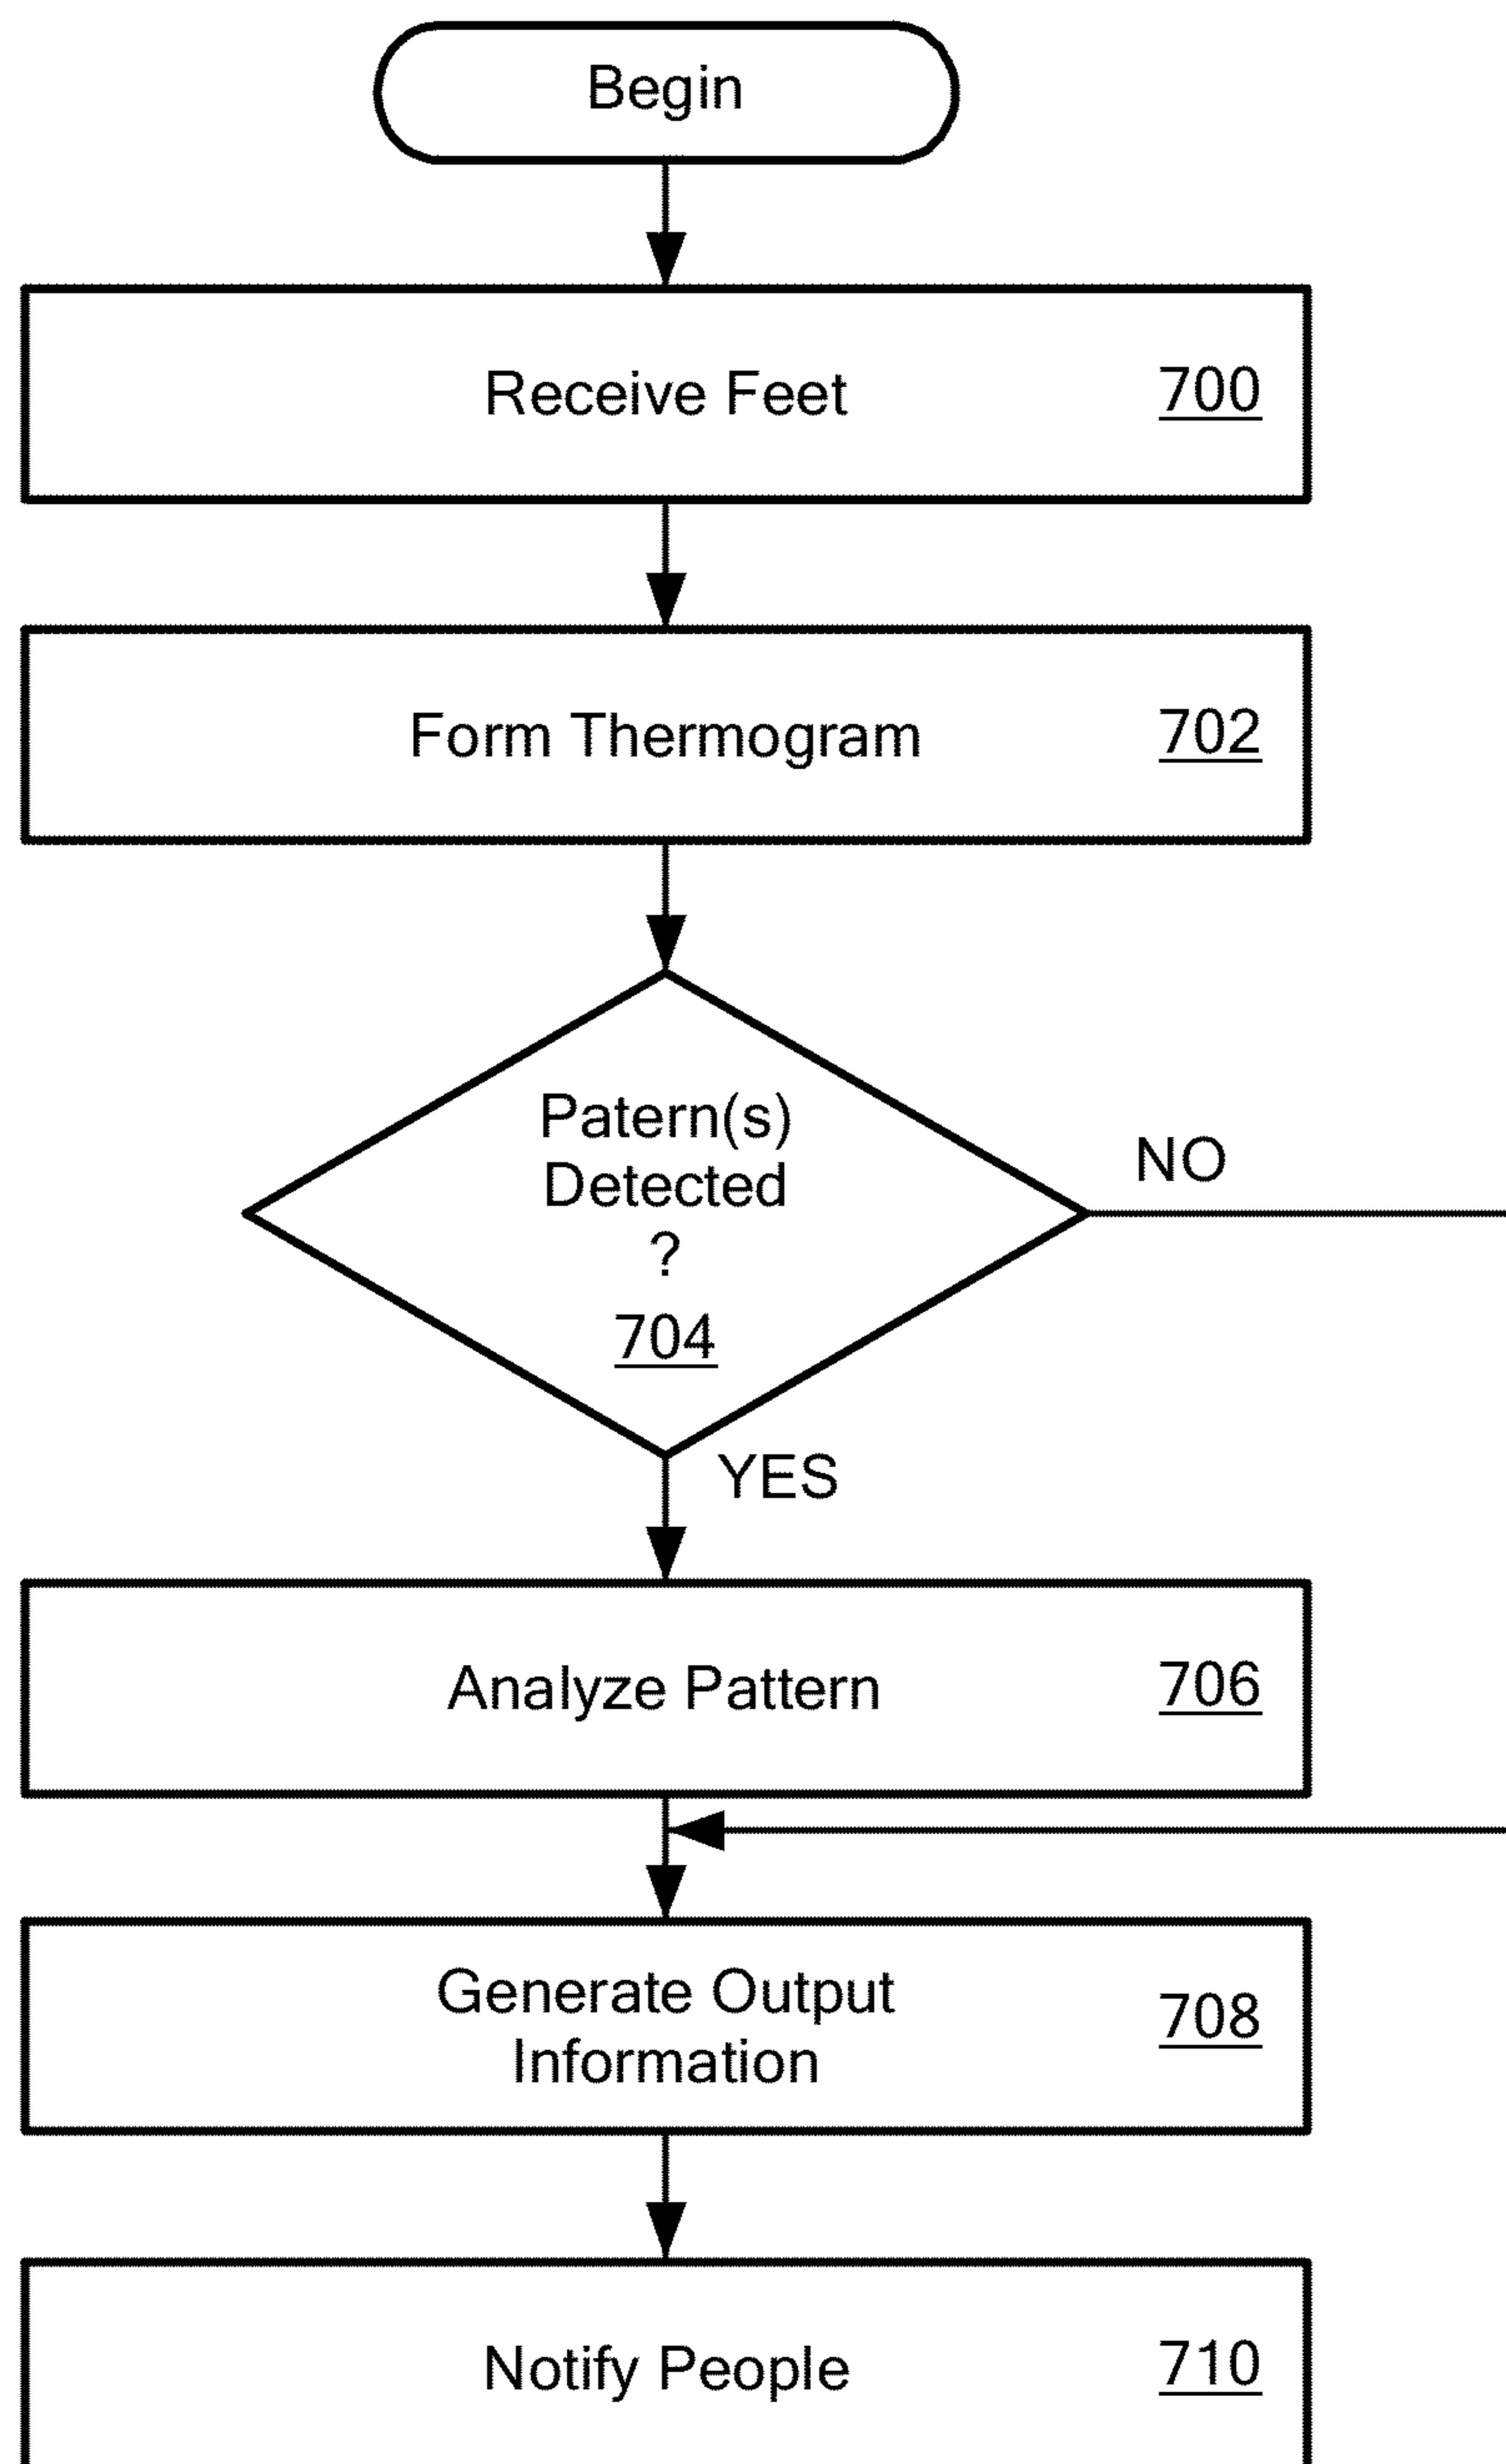 Begin
Receive Feet 700
Form Thermogram 702
Patern(s)
Detected
?
704
NO
YES
Analyze Pattern 706
Generate Output
Information
708
Notify People 710